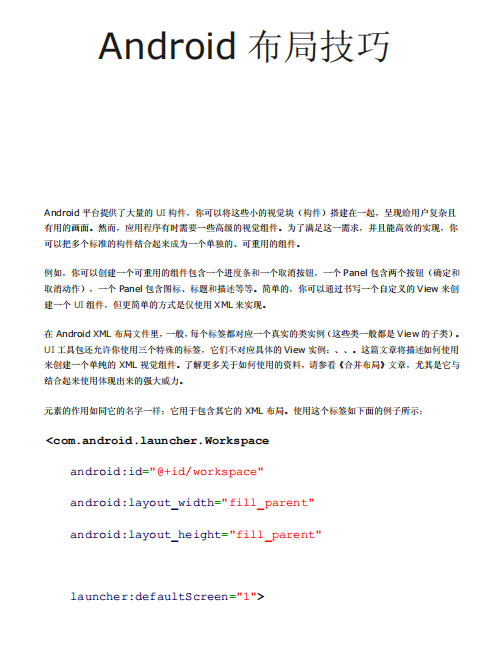 Android 布局技巧
Android 平台提供了大量的 UI 构件，你可以将这些小的视觉块（构件）搭建在一起，呈现给用户复杂且
有用的画面。然而，应用程序有时需要一些高级的视觉组件。为了满足这一需求，并且能高效的实现，你
可以把多个标准的构件结合起来成为一个单独的、可重用的组件。
例如，你可以创建一个可重用的组件包含一个进度条和一个取消按钮，一个 Panel 包含两个按钮（确定和
取消动作），一个 Panel 包含图标、标题和描述等等。简单的，你可以通过书写一个自定义的 View 来创
建一个 UI 组件，但更简单的方式是仅使用 XML 来实现。
在 Android XML 布局文件里，一般，每个标签都对应一个真实的类实例（这些类一般都是 View 的子类）。
UI 工具包还允许你使用三个特殊的标签，它们不对应具体的 View 实例：、、。这篇文章将描述如何使用
来创建一个单纯的 XML 视觉组件。了解更多关于如何使用的资料，请参看《合并布局》文章，尤其是它与
结合起来使用体现出来的强大威力。
元素的作用如同它的名字一样；它用于包含其它的 XML 布局。使用这个标签如下面的例子所示：
<com.android.launcher.Workspace
android:id="@+id/workspace"
android:layout_width="fill_parent"
android:layout_height="fill_parent"
launcher:defaultScreen="1">